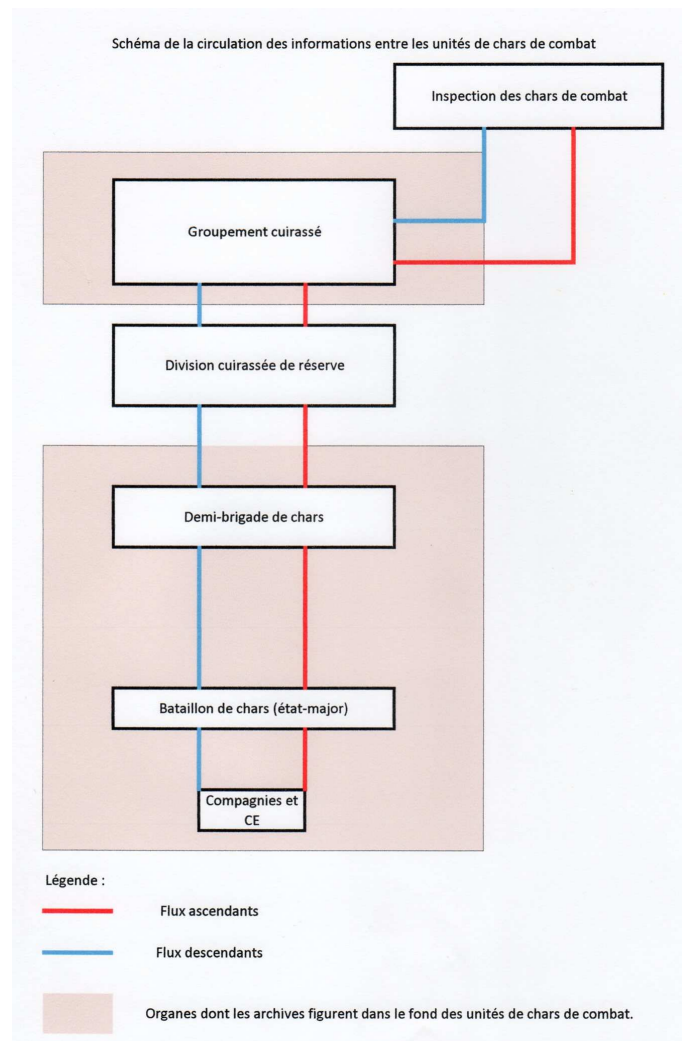 Schéma de la circulation des informations entre les unités de chars de combat
Inspection des chars de combat
Groupement cuirassé
Division cuirassée de réserve
Demi-brigade de chars
Bataillon de chars (état-major)
Compagnies et
CE
Légende :
Flux ascendants
Flux descendants
Organes dont les archives figurent dans le fond des unités de chars de combat.